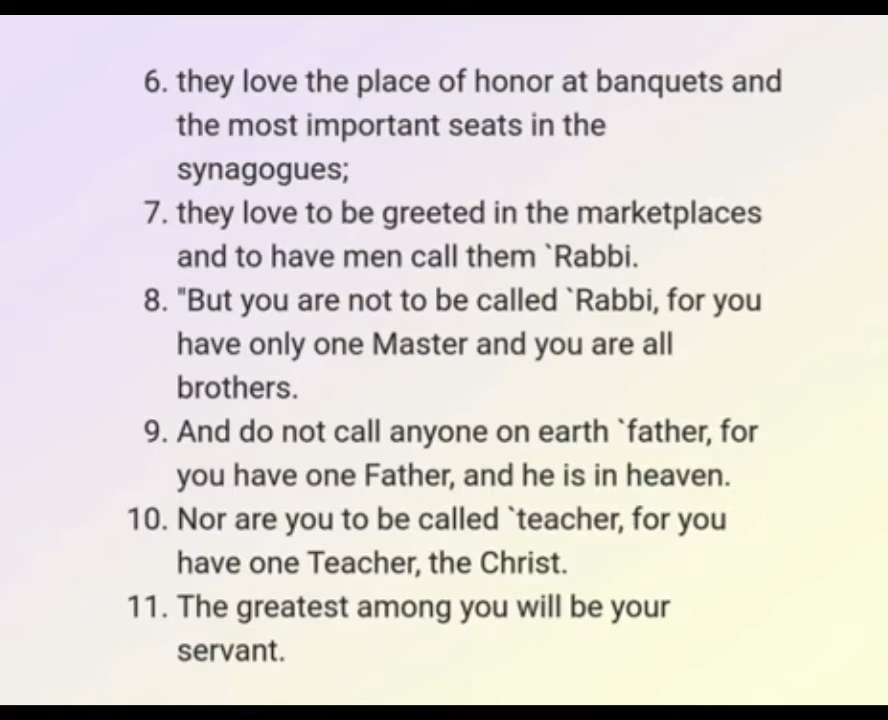 6. they love the place of honor at banquets and
the most important seats in the
synagogues;
7. they love to be greeted in the marketplaces
and to have men call them `Rabbi.
8. "But you are not to be called `Rabbi, for you
have only one Master and you are all
brothers.
9. And do not call anyone on earth `father, for
you have one Father, and he is in heaven.
10. Nor are you to be called `teacher, for you
have one Teacher, the Christ.
11. The greatest among you will be your
servant.